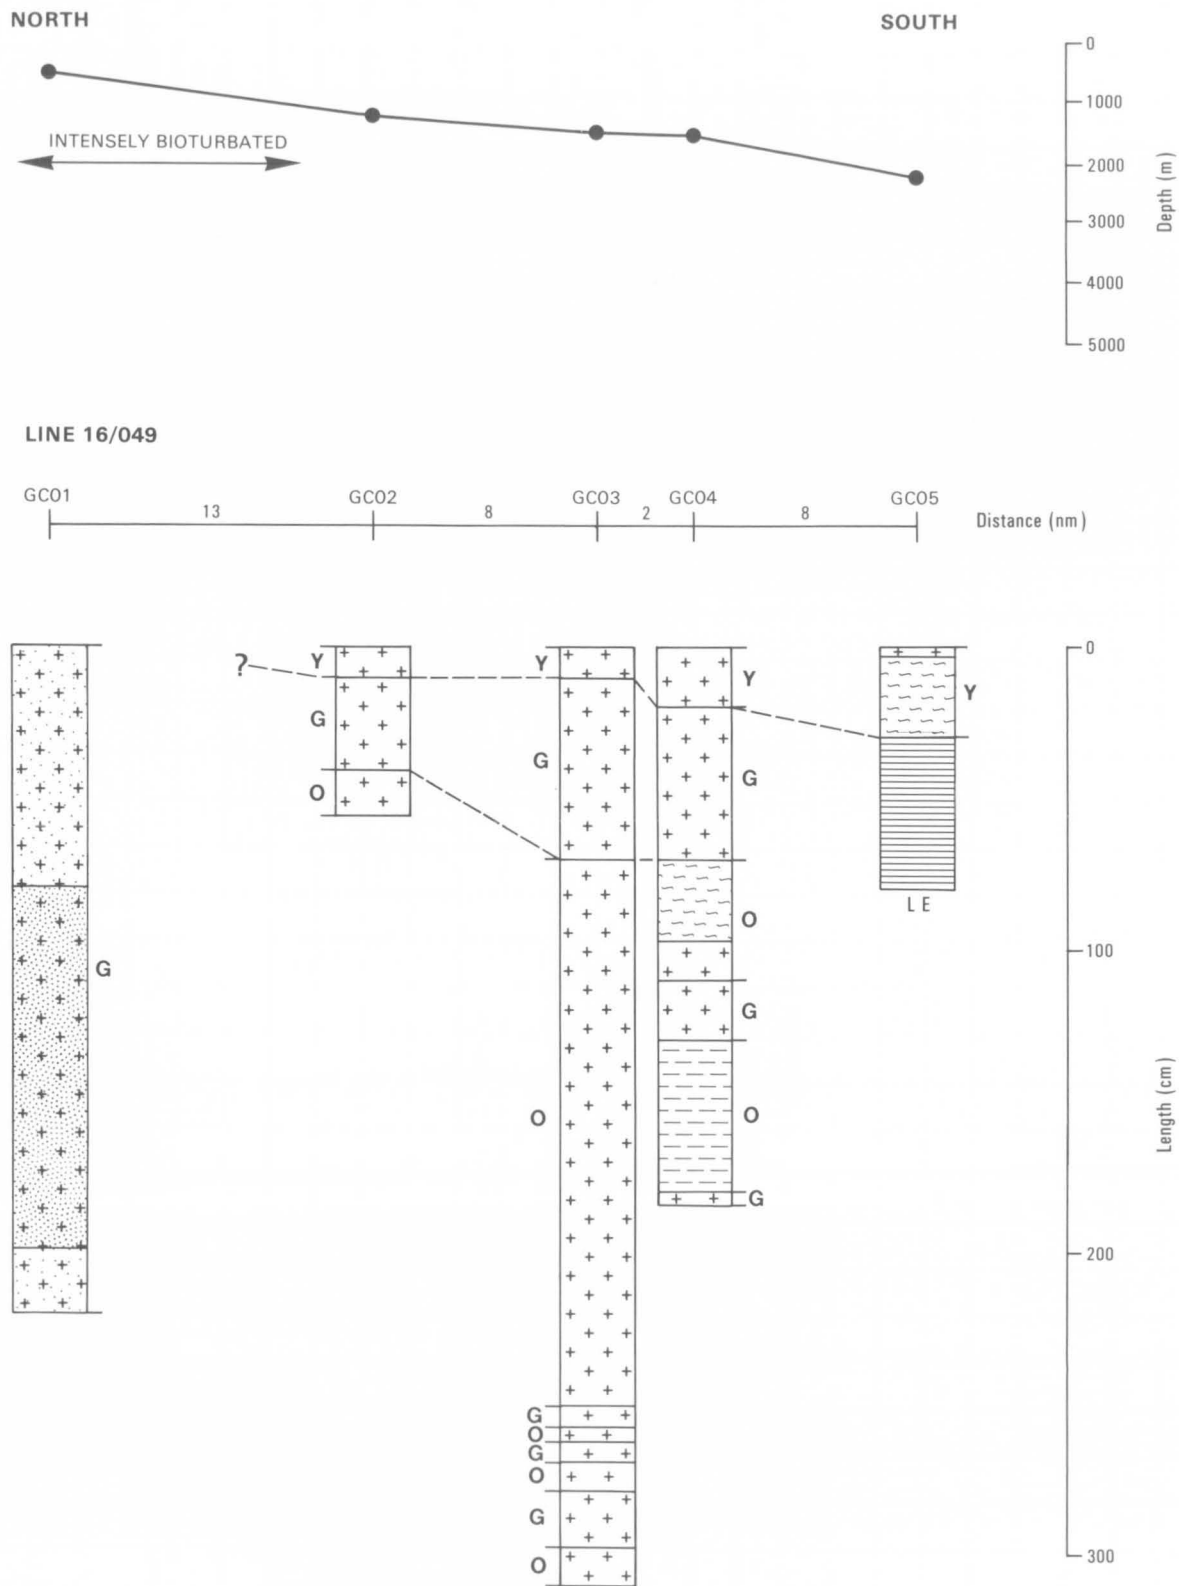 NORTH
SOUTH
0
1000
2000
3000
4000
5000
Depth (m)
INTENSELY BIOTURBATED
LINE 16/049
GC01 GC02 GC03 GC04 GC05
13 8 2 8 Distance (nm)
G
?
Y
G
O
Y
G
O
G
O
G
O
G
O
Y
G
O
G
O
G
Y
L E
0
100
200
300
Length (cm)